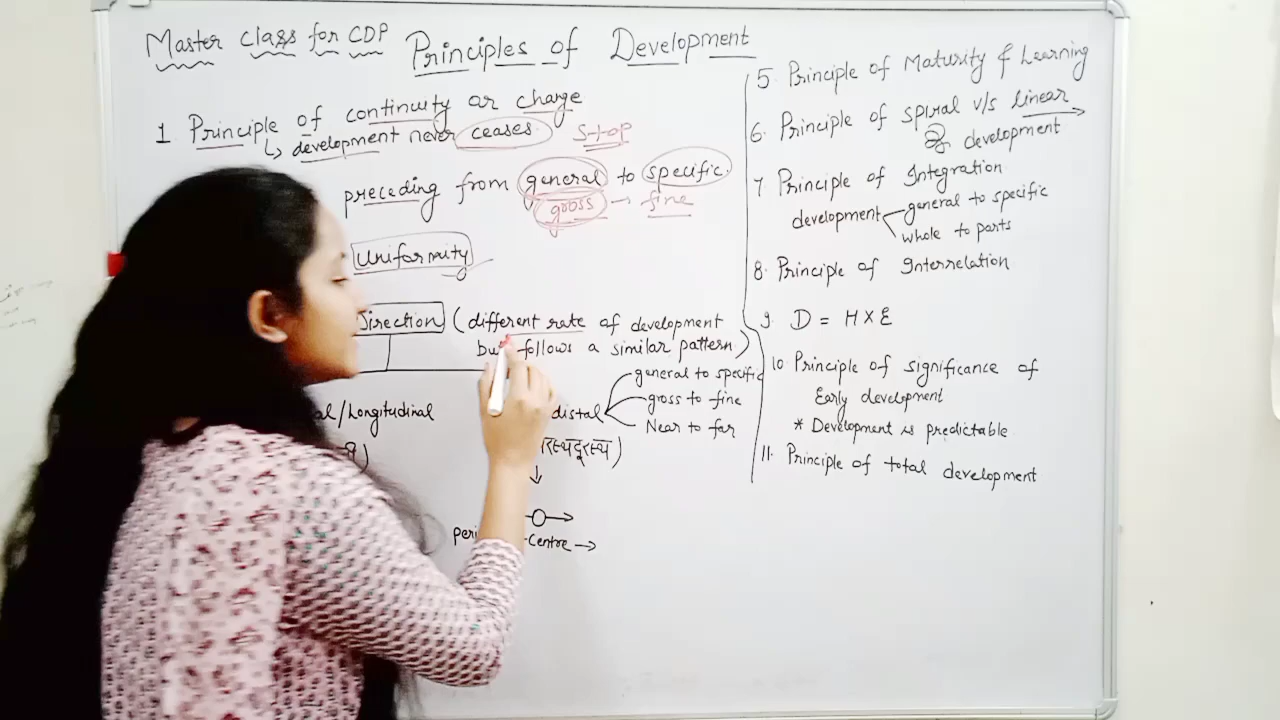 Master class for CDP
Principles of Development
1 Principle of continuity or change
development never ceases STOP
preceding from general to specific.
gross → fine
Uniformity
Direction (different rate of development
but follows a similar pattern)
general to specific
gross to fine
Near to far
al/Longitudinal
distal
रस्थदूरस्थ)
peri
Centre →
5. Principle of Maturity & Learning
6. Principle of spiral v/s linear
development
7 Principle of Integration
development general to specific
whole to parts
8. Principle of Interrelation
9. D = H X E
10 Principle of significance of
Early development
* Development is predictable
11. Principle of total development